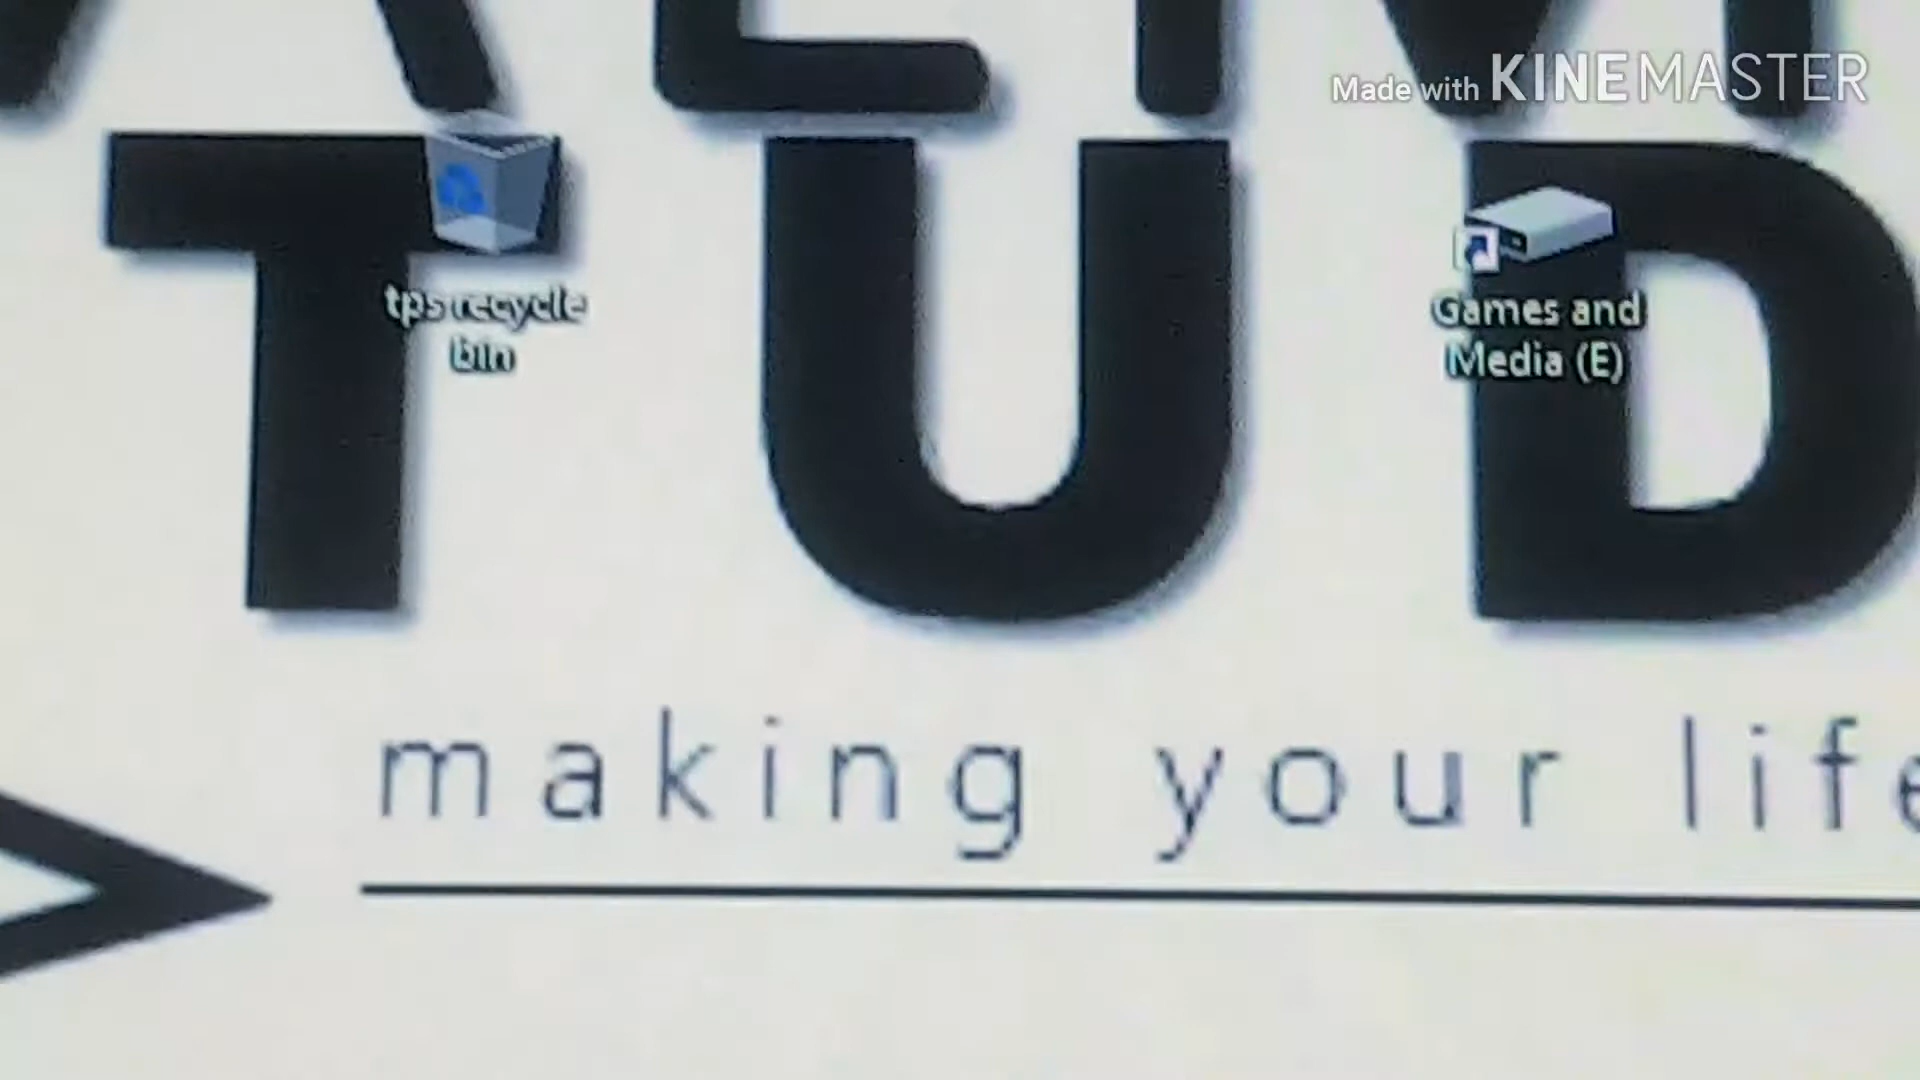 Made with KINEMASTER
TUD
tps recycle
bin
Games and
Media (E)
making your life